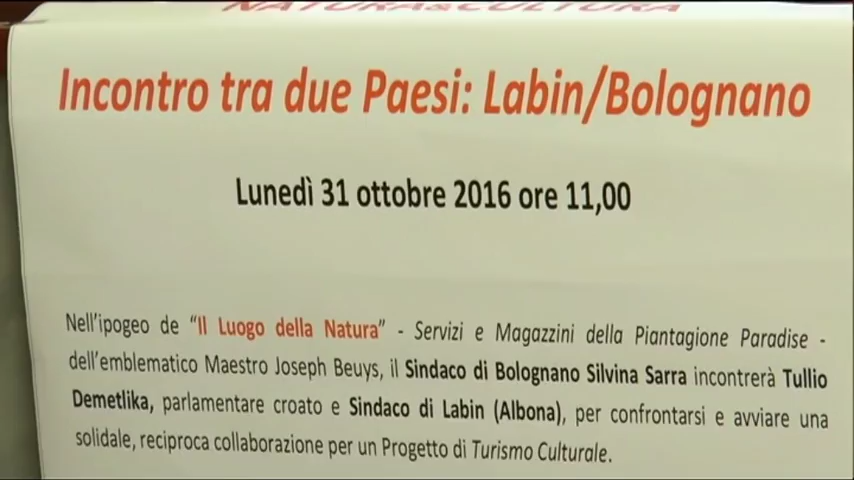 NATURA&CULTURA
Incontro tra due Paesi: Labin/Bolognano
Lunedì 31 ottobre 2016 ore 11,00
Nell'ipogeo de "Il Luogo della Natura" - Servizi e Magazzini della Piantagione Paradise -
dell'emblematico Maestro Joseph Beuys, il Sindaco di Bolognano Silvina Sarra incontrerà Tullio
Demetlika, parlamentare croato e Sindaco di Labin (Albona), per confrontarsi e avviare una
solidale, reciproca collaborazione per un Progetto di Turismo Culturale.